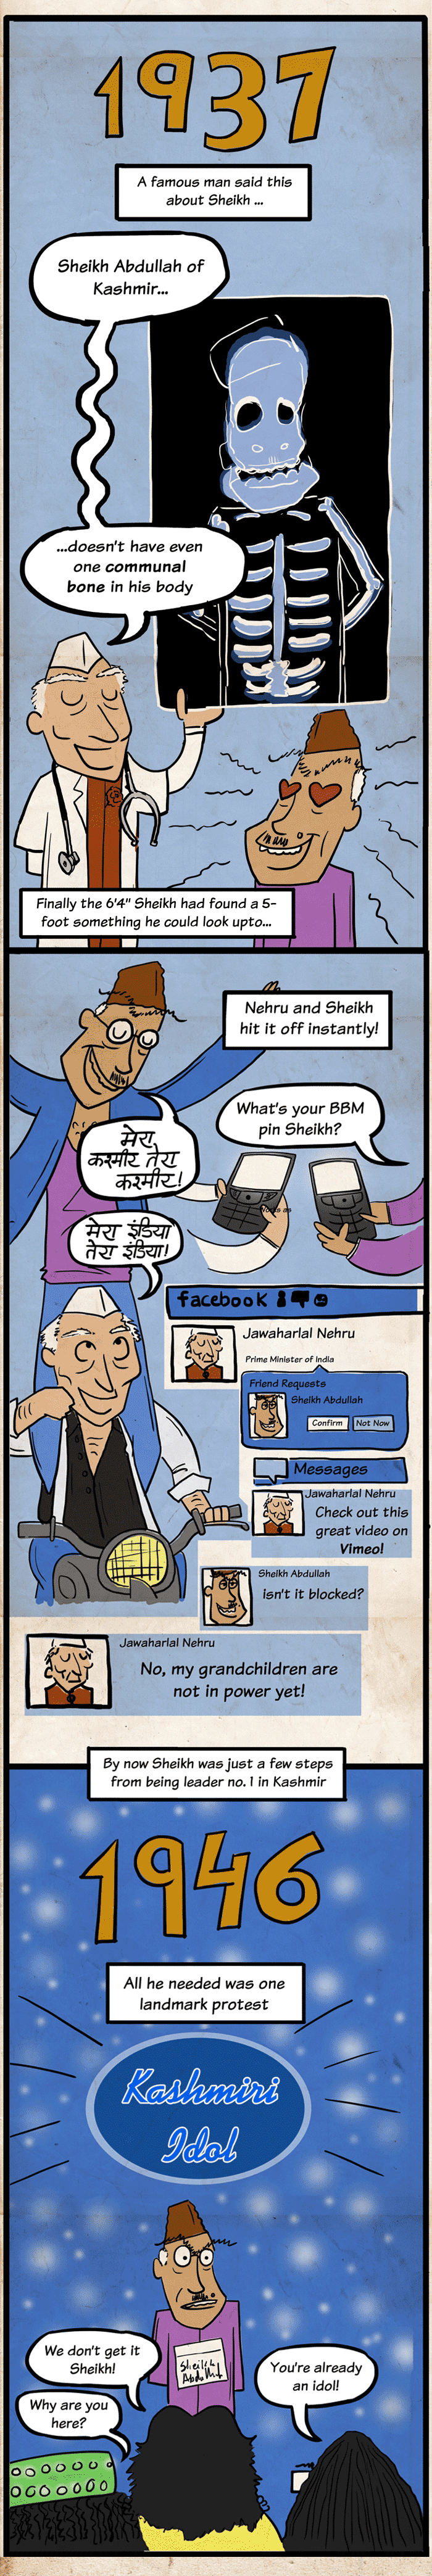 1937
A famous man said this
about Sheikh ...
Sheikh Abdullah of
Kashmir...
...doesn't have even
one communal
bone in his body
Finally the 6'4" Sheikh had found a 5-
foot something he could look upto...
Nehru and Sheikh
hit it off instantly!
What's your BBM
pin Sheikh?
मेरा
कश्मीर तेरा
कश्मीर!
मेरा इंडिया
तेरा इंडिया!
facebook
Jawaharlal Nehru
Prime Minister of India
Friend Requests
Sheikh Abdullah
Confirm Not Now
Messages
Jawaharlal Nehru
Check out this
great video on
Vimeo!
Sheikh Abdullah
isn't it blocked?
Jawaharlal Nehru
No, my grandchildren are
not in power yet!
By now Sheikh was just a few steps
from being leader no. 1 in Kashmir
1946
All he needed was one
landmark protest
Kashmiri
Idol
Sheikh
Abdullah
We don't get it
Sheikh!
You're already
an idol!
Why are you
here?